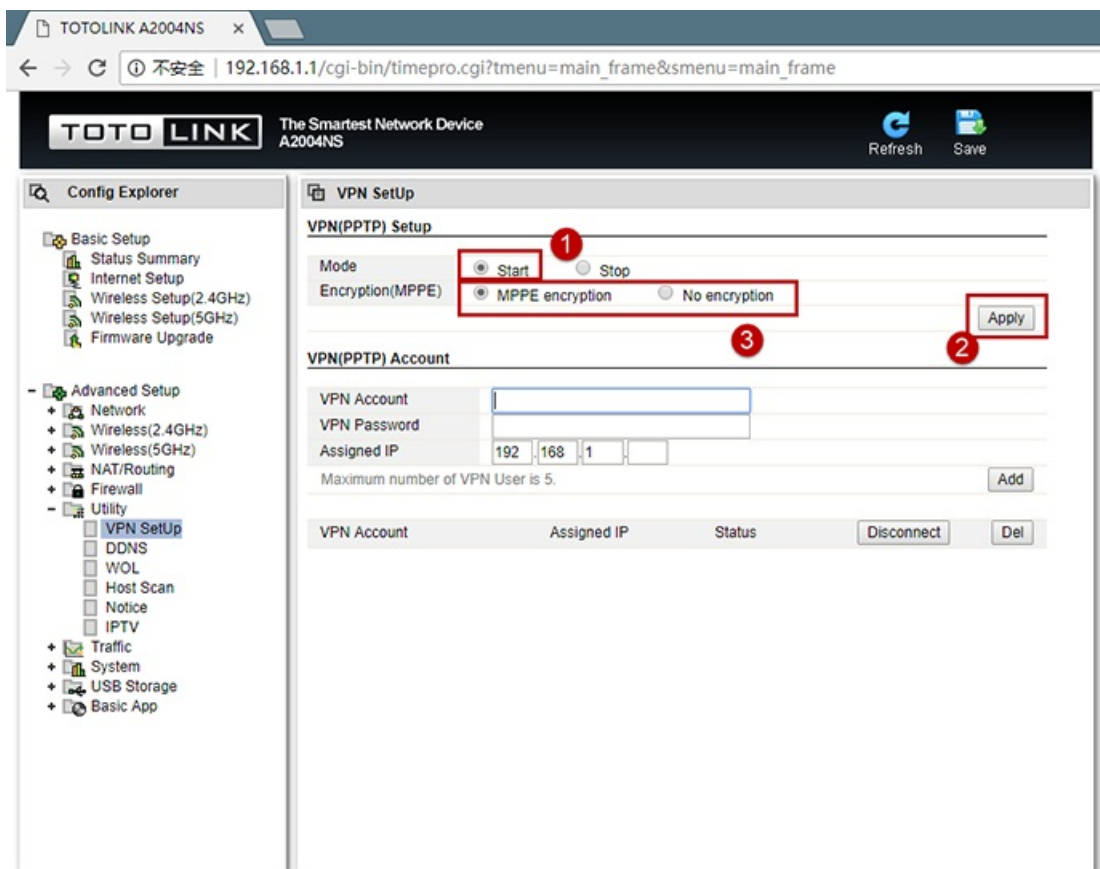 TOTOLINK A2004NS
不安全 | 192.168.1.1/cgi-bin/timepro.cgi?tmenu=main_frame&smenu=main_frame
TOTO LINK
The Smartest Network Device
A2004NS
Refresh
Save
Config Explorer
Basic Setup
Status Summary
Internet Setup
Wireless Setup(2.4GHz)
Wireless Setup(5GHz)
Firmware Upgrade
Advanced Setup
Network
Wireless(2.4GHz)
Wireless(5GHz)
NAT/Routing
Firewall
Utility
VPN SetUp
DDNS
WOL
Host Scan
Notice
IPTV
Traffic
System
USB Storage
Basic App
VPN SetUp
VPN(PPTP) Setup
1
Mode Start Stop
Encryption(MPPE) MPPE encryption No encryption
Apply
3 2
VPN(PPTP) Account
VPN Account
VPN Password
Assigned IP 192 . 168 . 1 .
Maximum number of VPN User is 5. Add
VPN Account Assigned IP Status Disconnect Del